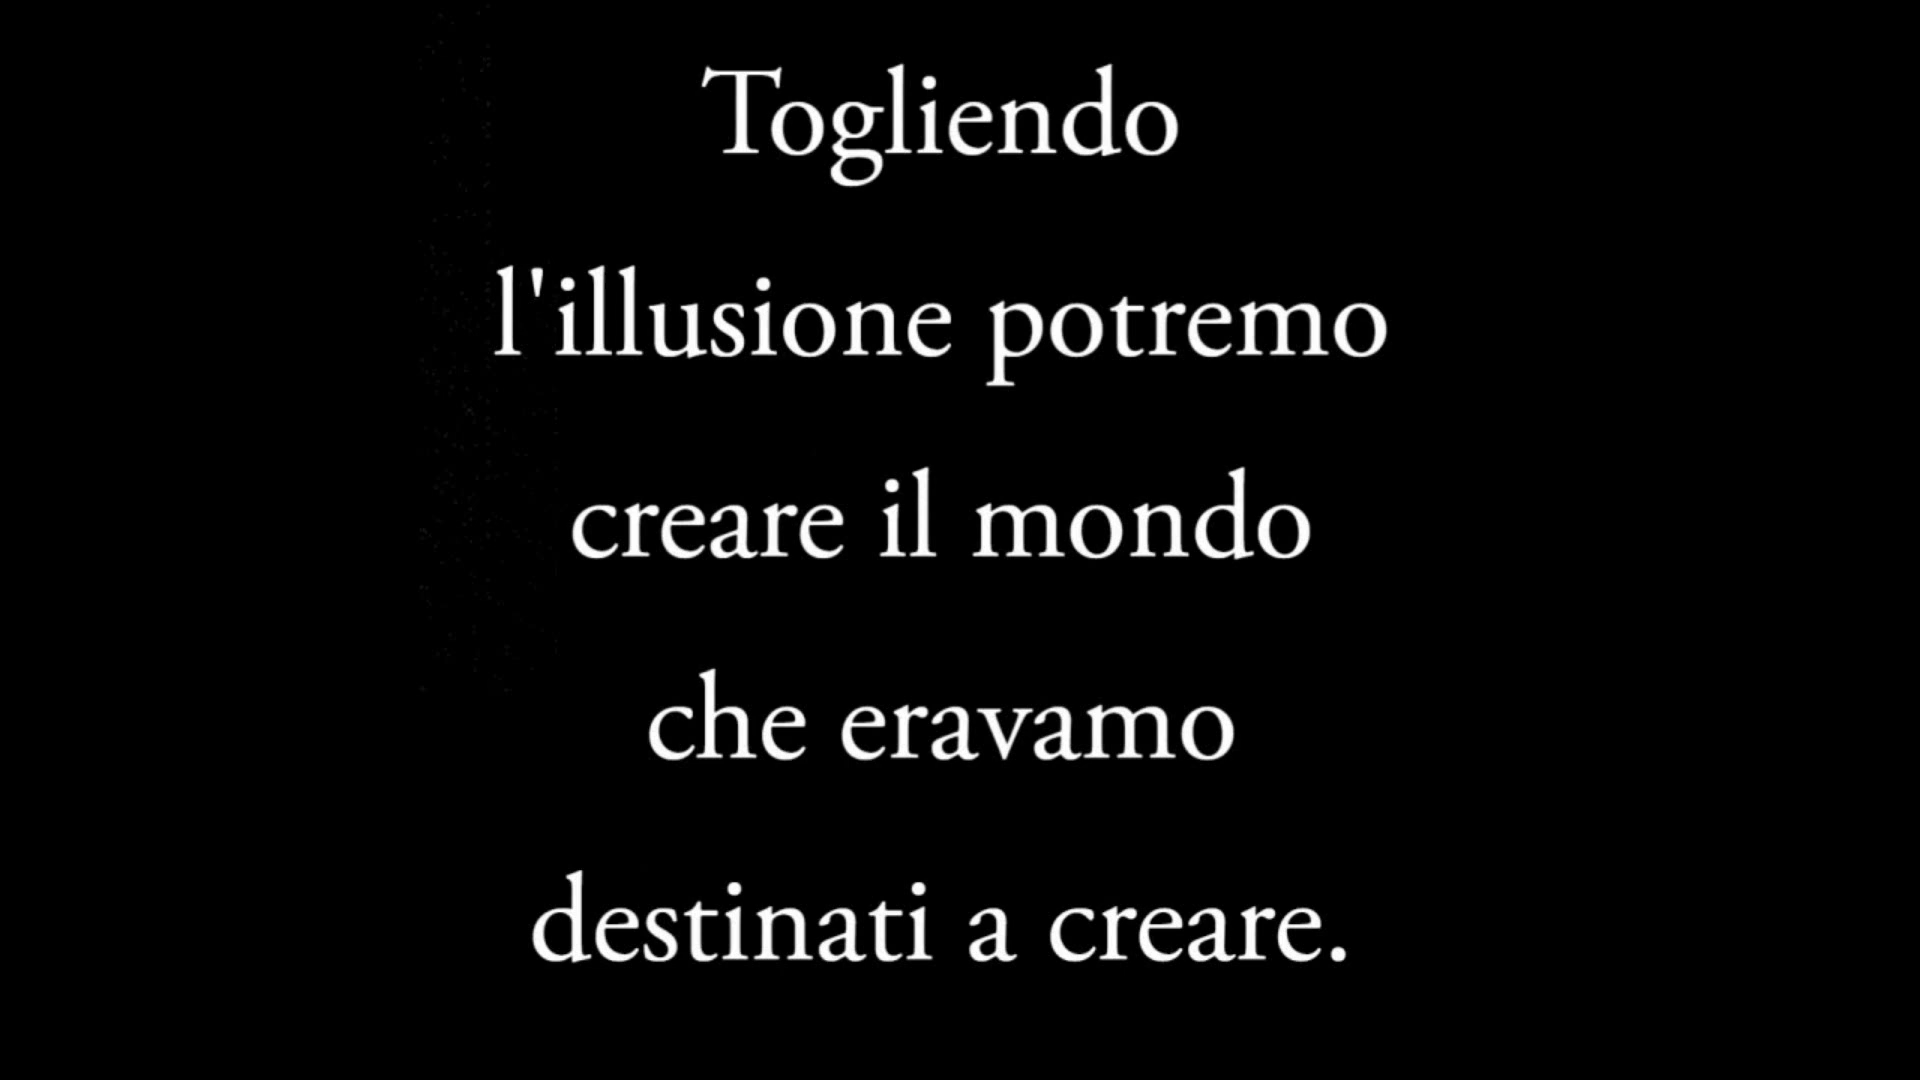 Togliendo
l'illusione potremo
creare il mondo
che eravamo
destinati a creare.